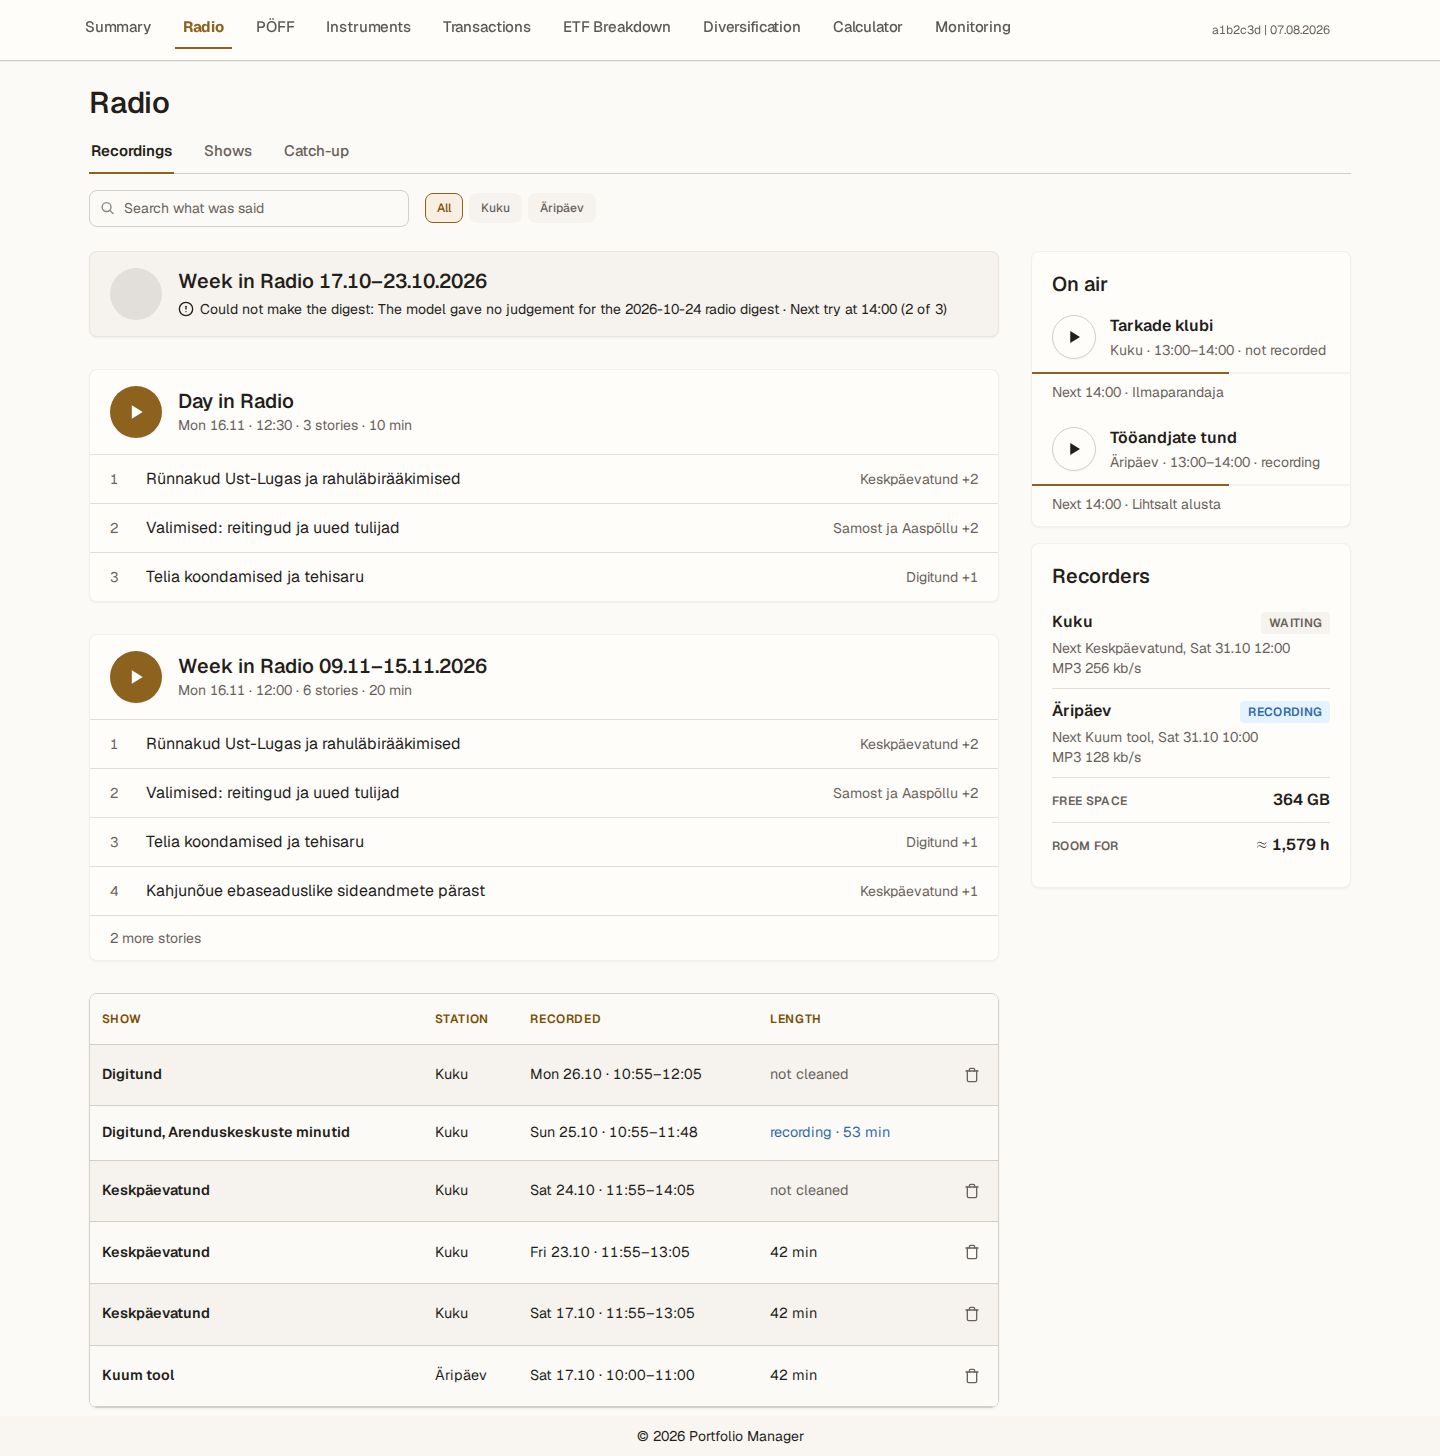 Summary Radio PÖFF Instruments Transactions ETF Breakdown Diversification Calculator Monitoring a1b2c3d | 07.08.2026
Radio
Recordings Shows Catch-up
Search what was said All Kuku Äripäev
Week in Radio 17.10–23.10.2026
Could not make the digest: The model gave no judgement for the 2026-10-24 radio digest · Next try at 14:00 (2 of 3)
Day in Radio
Mon 16.11 · 12:30 · 3 stories · 10 min
1 Rünnakud Ust-Lugas ja rahuläbirääkimised Keskpäevatund +2
2 Valimised: reitingud ja uued tulijad Samost ja Aaspõllu +2
3 Telia koondamised ja tehisaru Digitund +1
Week in Radio 09.11–15.11.2026
Mon 16.11 · 12:00 · 6 stories · 20 min
1 Rünnakud Ust-Lugas ja rahuläbirääkimised Keskpäevatund +2
2 Valimised: reitingud ja uued tulijad Samost ja Aaspõllu +2
3 Telia koondamised ja tehisaru Digitund +1
4 Kahjunõue ebaseaduslike sideandmete pärast Keskpäevatund +1
2 more stories
SHOW STATION RECORDED LENGTH
Digitund Kuku Mon 26.10 · 10:55–12:05 not cleaned
Digitund, Arenduskeskuste minutid Kuku Sun 25.10 · 10:55–11:48 recording · 53 min
Keskpäevatund Kuku Sat 24.10 · 11:55–14:05 not cleaned
Keskpäevatund Kuku Fri 23.10 · 11:55–13:05 42 min
Keskpäevatund Kuku Sat 17.10 · 11:55–13:05 42 min
Kuum tool Äripäev Sat 17.10 · 10:00–11:00 42 min
On air
Tarkade klubi
Kuku · 13:00–14:00 · not recorded
Next 14:00 · Ilmaparandaja
Tööandjate tund
Äripäev · 13:00–14:00 · recording
Next 14:00 · Lihtsalt alusta
Recorders
Kuku WAITING
Next Keskpäevatund, Sat 31.10 12:00
MP3 256 kb/s
Äripäev RECORDING
Next Kuum tool, Sat 31.10 10:00
MP3 128 kb/s
FREE SPACE 364 GB
ROOM FOR ≈ 1,579 h
© 2026 Portfolio Manager